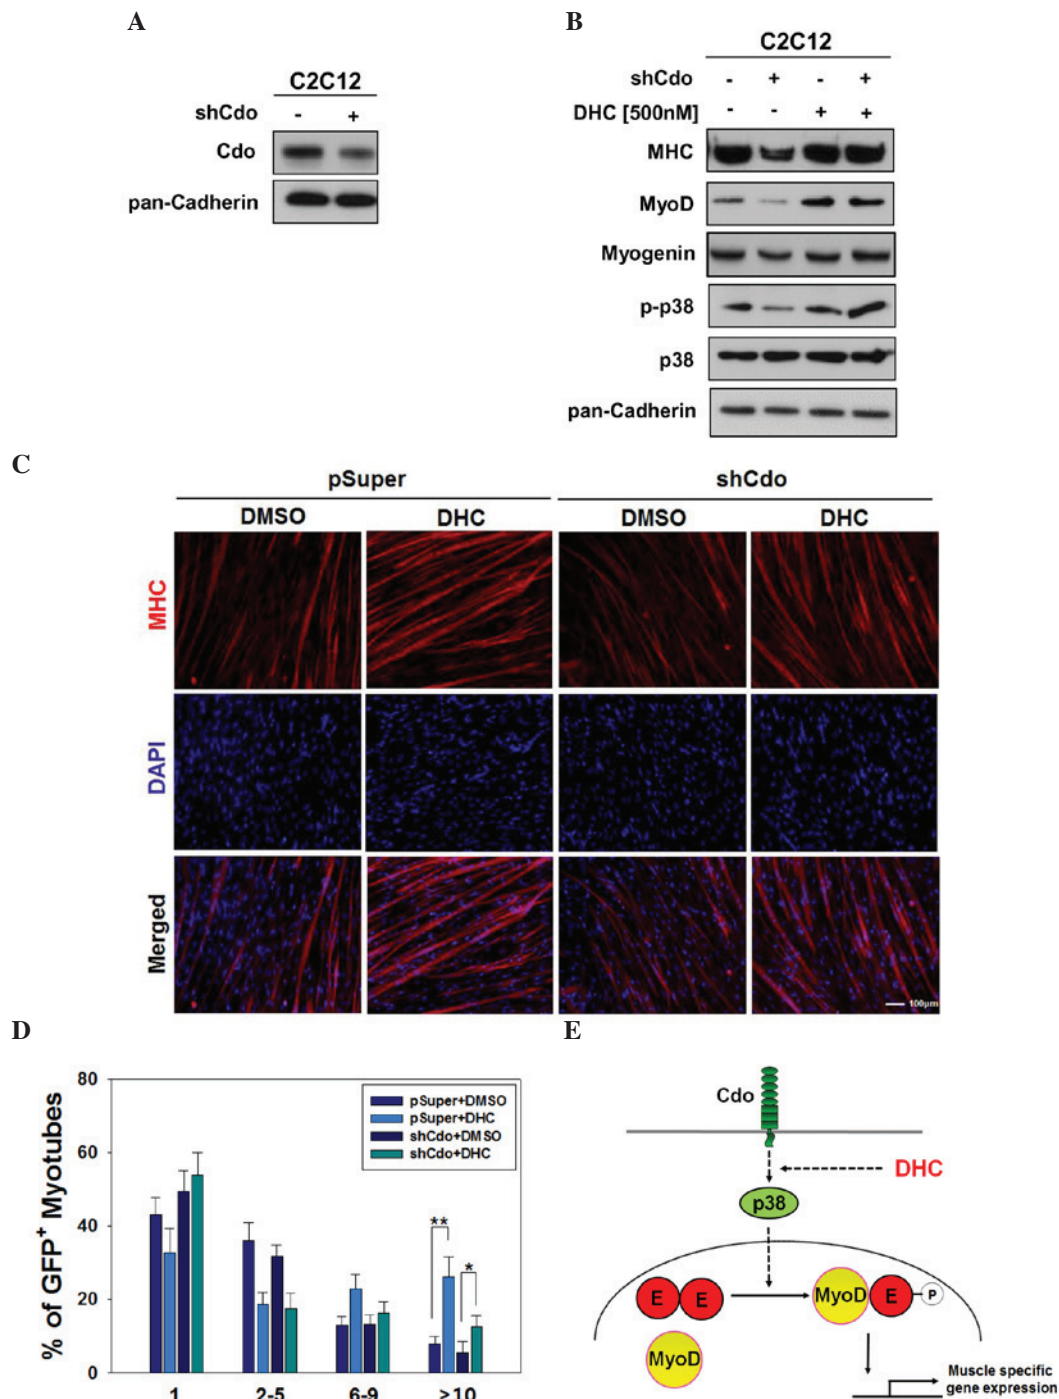 A
C2C12
shCdo - +
Cdo
pan-Cadherin
B
C2C12
shCdo - + - +
DHC [500nM] - - + +
MHC
MyoD
Myogenin
p-p38
p38
pan-Cadherin
C
pSuper shCdo
DMSO DHC DMSO DHC
MHC
DAPI
Merged
100μm
D
% of GFP+ Myotubes
80
60
40
20
0
pSuper+DMSO
pSuper+DHC
shCdo+DMSO
shCdo+DHC
** *
1 2-5 6-9 >10
E
Cdo
DHC
p38
E E MyoD E P
MyoD
Muscle specific
gene expression